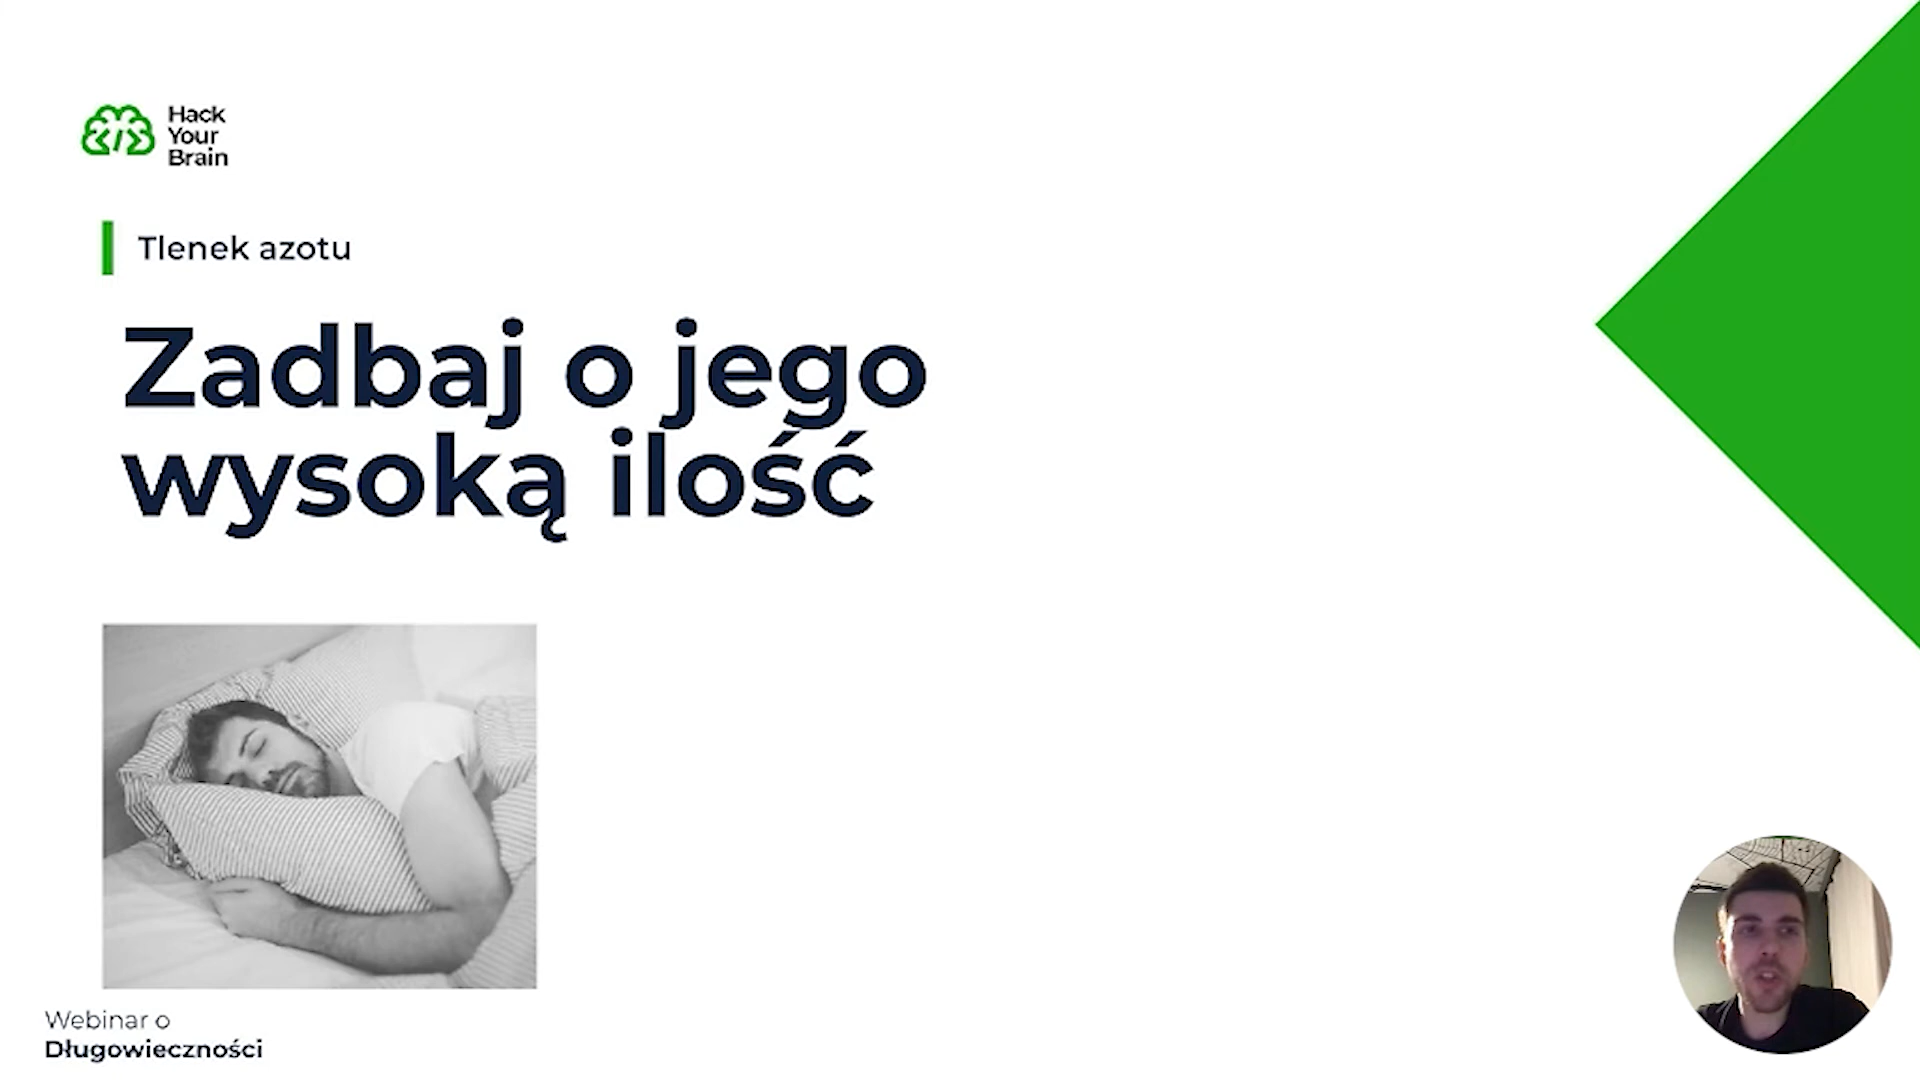 Hack
Your
Brain
Tlenek azotu
Zadbaj o jego
wysoką ilość
Webinar o
Długowieczności